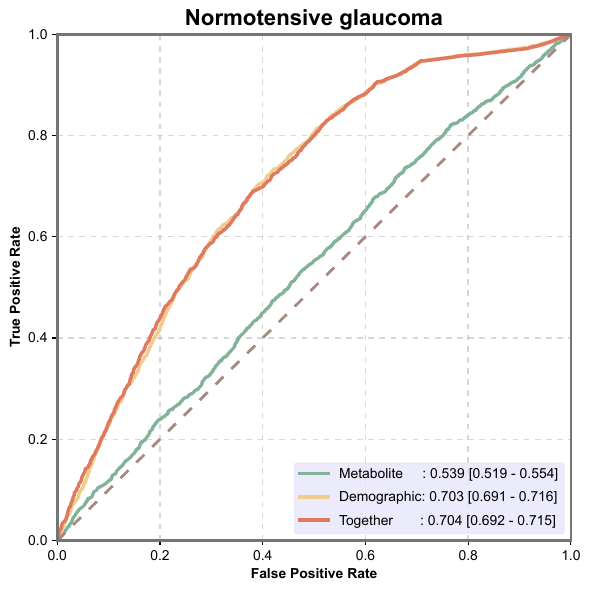 Normotensive glaucoma
1.0
0.8
0.6
0.4
0.2
0.0
True Positive Rate
Metabolite : 0.539 [0.519 - 0.554]
Demographic: 0.703 [0.691 - 0.716]
Together : 0.704 [0.692 - 0.715]
0.0 0.2 0.4 0.6 0.8 1.0
False Positive Rate